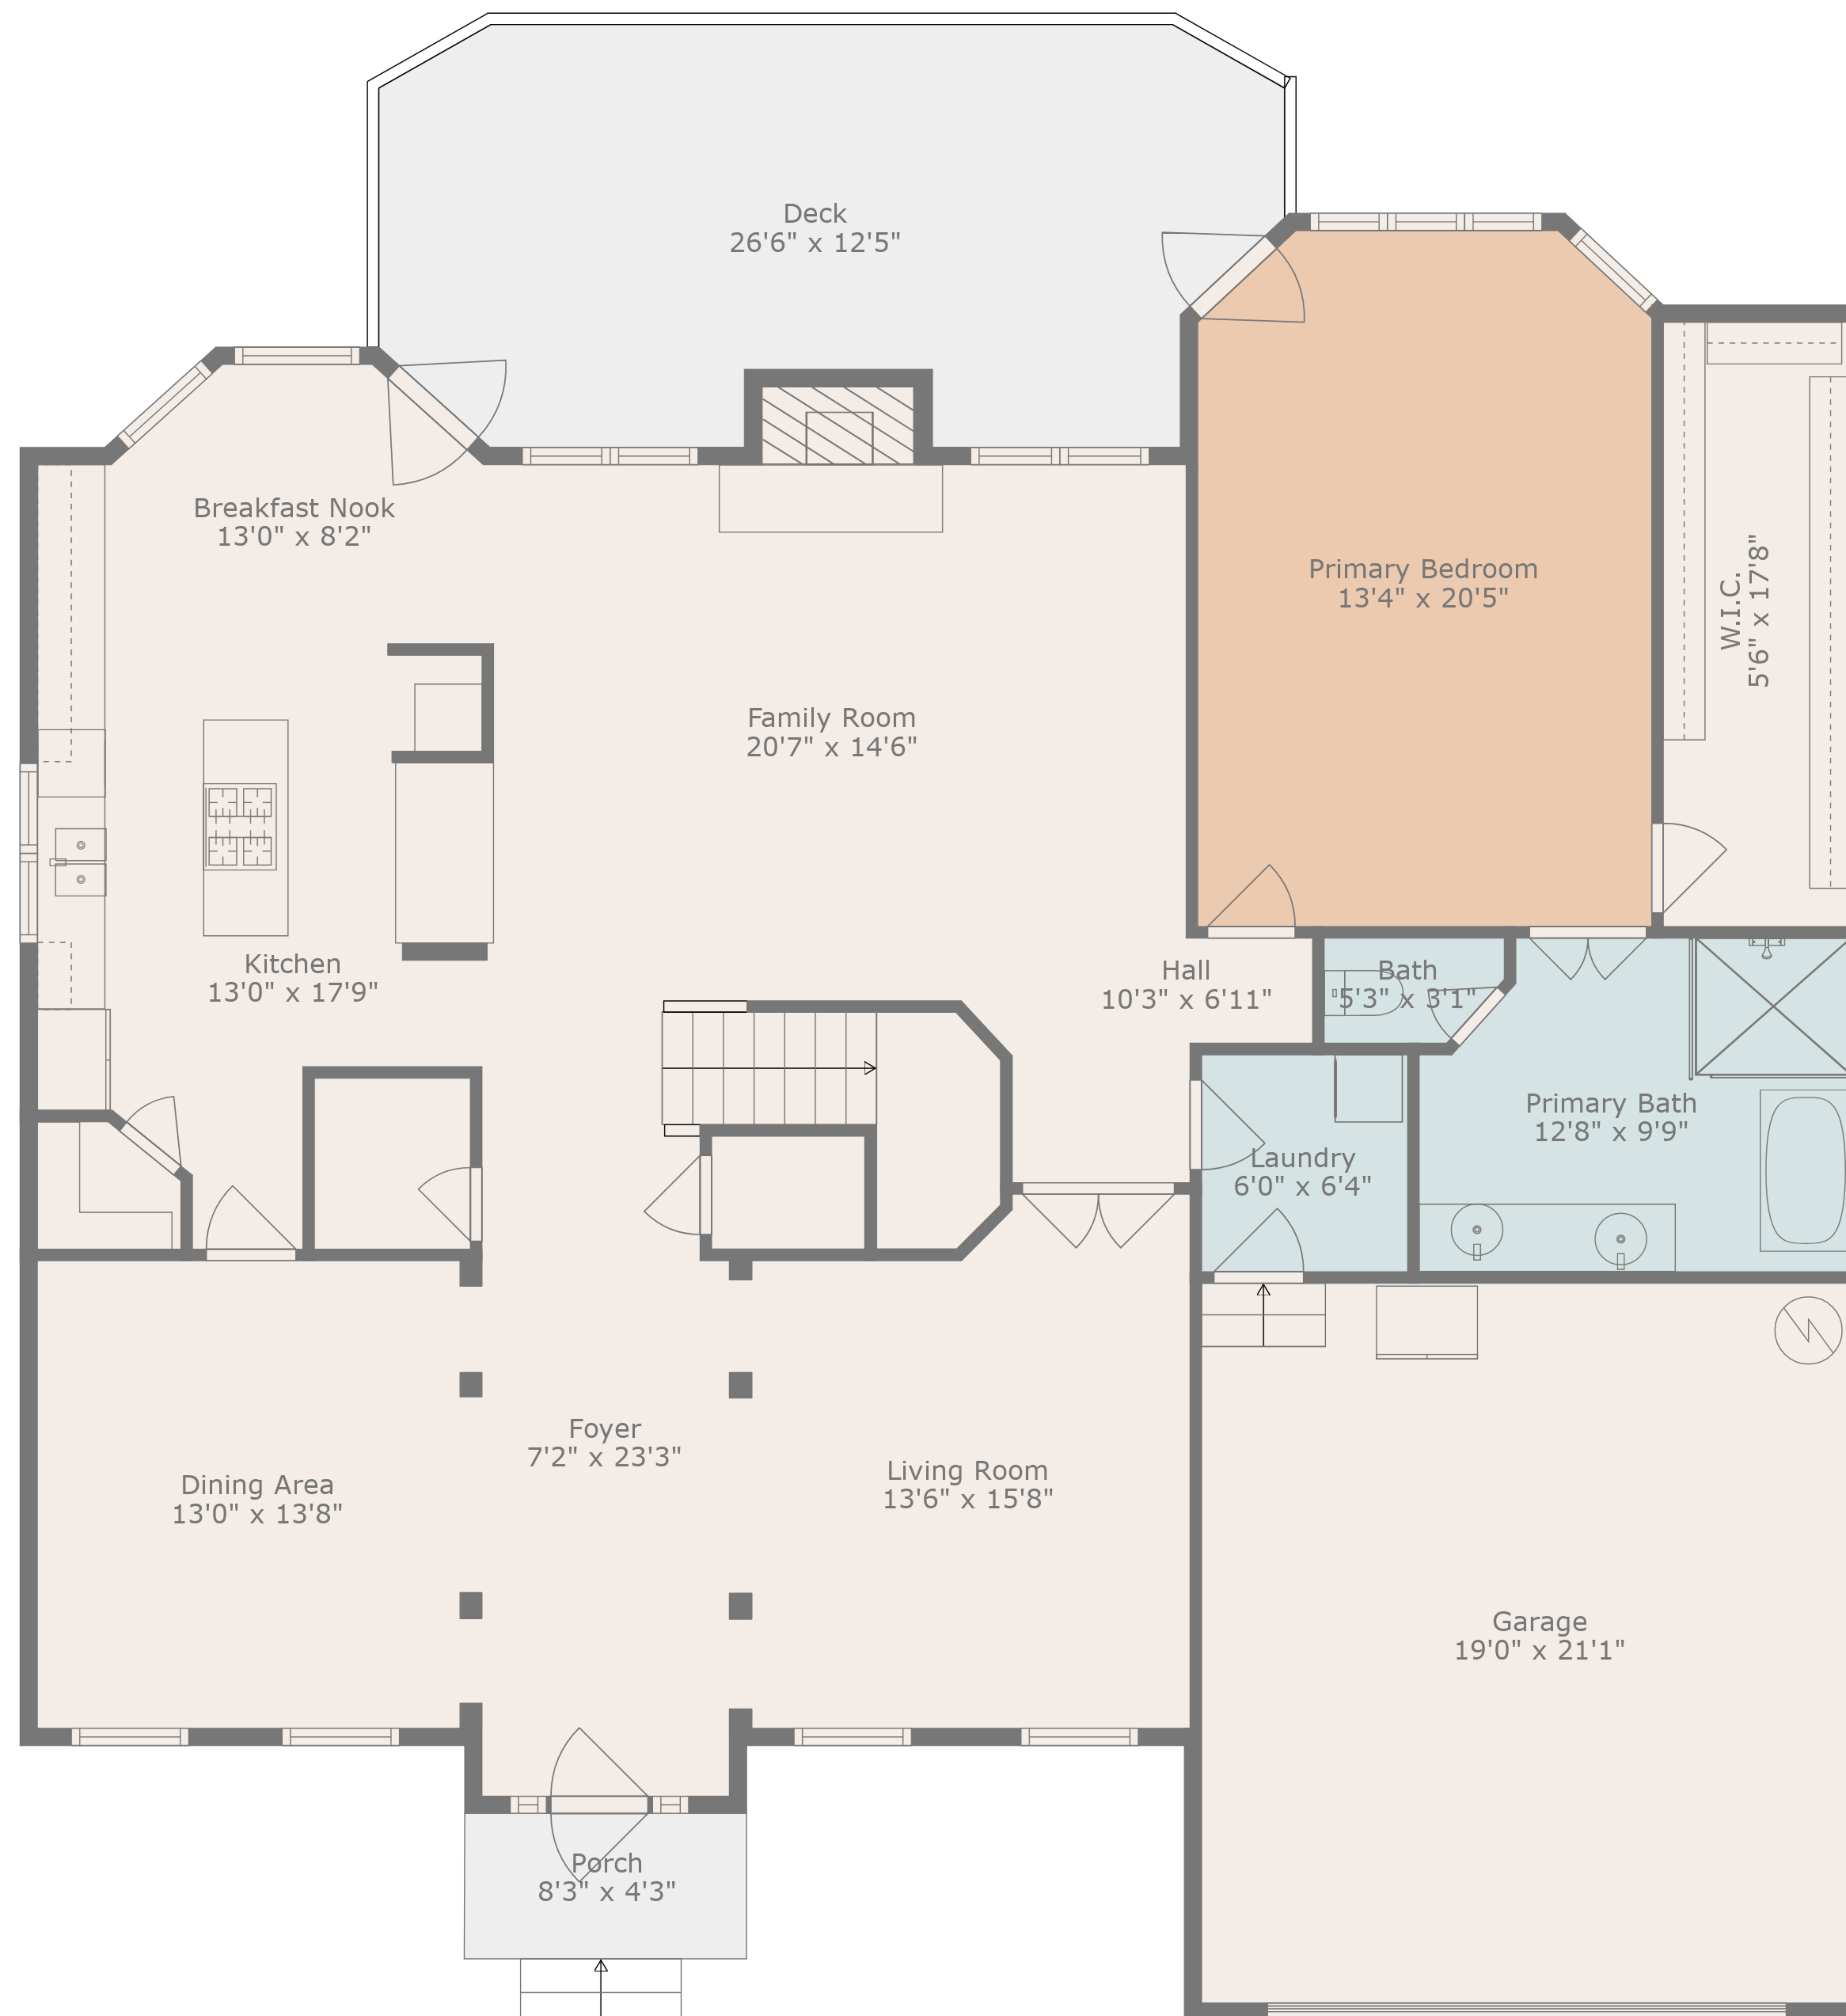 Deck
26'6" x 12'5"
Breakfast Nook
13'0" x 8'2"
Primary Bedroom
13'4" x 20'5"
W.I.C.
5'6" x 17'8"
Family Room
20'7" x 14'6"
Kitchen
13'0" x 17'9"
Hall
10'3" x 6'11"
Bath
5'3" x 3'1"
Primary Bath
12'8" x 9'9"
Laundry
6'0" x 6'4"
Foyer
7'2" x 23'3"
Living Room
13'6" x 15'8"
Dining Area
13'0" x 13'8"
Garage
19'0" x 21'1"
Porch
8'3" x 4'3"